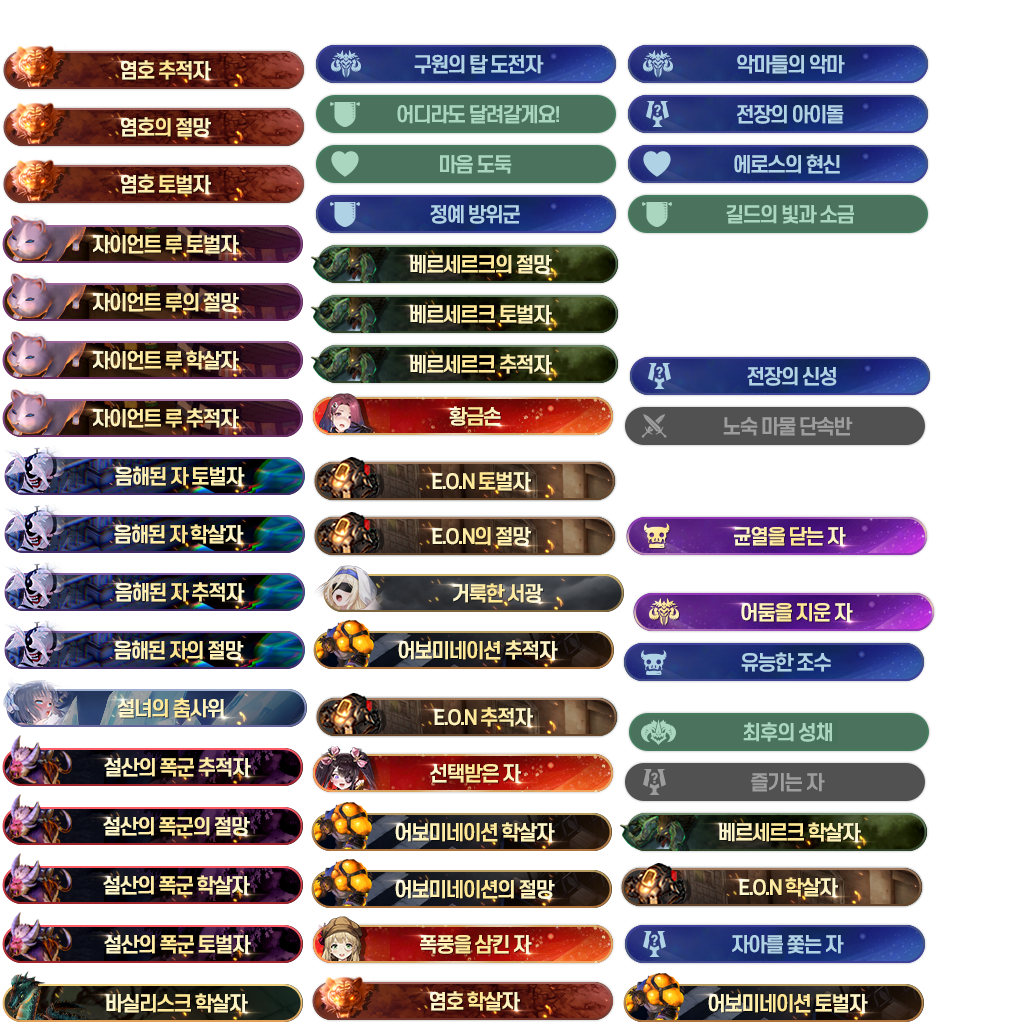 염호 추적자
염호의 절망
염호 토벌자
자이언트 루 토벌자
자이언트 루의 절망
자이언트 루 학살자
자이언트 루 추적자
음해된 자 토벌자
음해된 자 학살자
음해된 자 추적자
음해된 자의 절망
설녀의 춤사위
설산의 폭군 추적자
설산의 폭군의 절망
설산의 폭군 학살자
설산의 폭군 토벌자
바실리스크 학살자
구원의 탑 도전자
어디라도 달려갈게요!
마음 도둑
정예 방위군
베르세르크의 절망
베르세르크 토벌자
베르세르크 추적자
황금손
E.O.N 토벌자
E.O.N의 절망
거룩한 서광
어보미네이션 추적자
E.O.N 추적자
선택받은 자
어보미네이션 학살자
어보미네이션의 절망
폭풍을 삼킨 자
염호 학살자
악마들의 악마
전장의 아이돌
에로스의 현신
길드의 빛과 소금
전장의 신성
노숙 마물 단속반
균열을 닫는 자
어둠을 지운 자
유능한 조수
최후의 성채
즐기는 자
베르세르크 학살자
E.O.N 학살자
자아를 쫓는 자
어보미네이션 토벌자